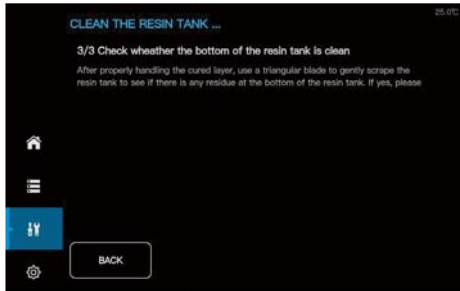 25.0℃
CLEAN THE RESIN TANK ...
3/3 Check wheather the bottom of the resin tank is clean
After properly handling the cured layer, use a triangular blade to gently scrape the
resin tank to see if there is any residue at the bottom of the resin tank. If yes, please
BACK